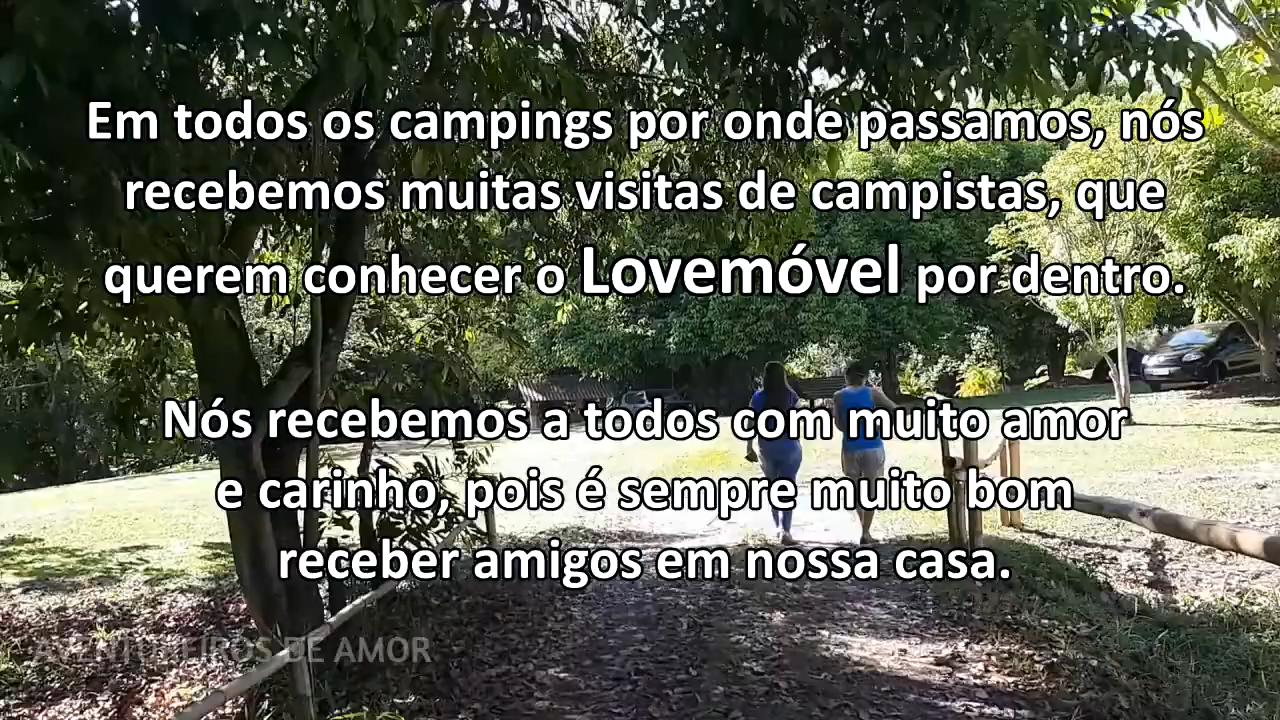 Em todos os campings por onde passamos, nós
recebemos muitas visitas de campistas, que
querem conhecer o Lovemóvel por dentro.
Nós recebemos a todos com muito amor
e carinho, pois é sempre muito bom
receber amigos em nossa casa.
AVENTUREIROS DE AMOR